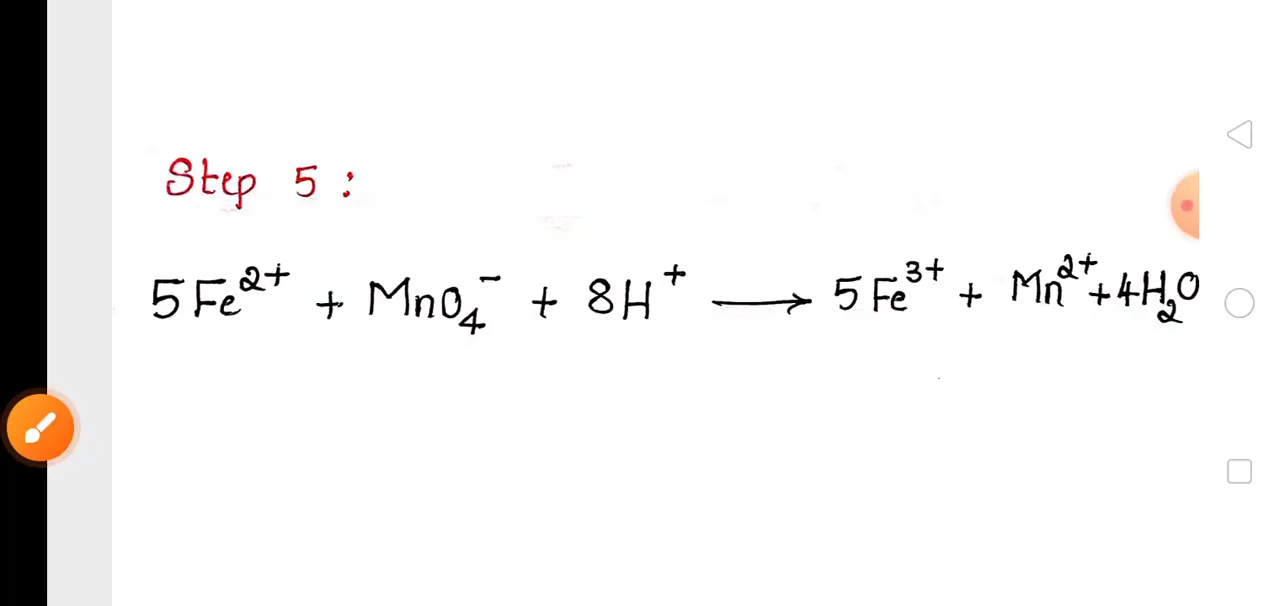 Step 5 :
5Fe²⁺ + MnO₄⁻ + 8H⁺ ⟶ 5Fe³⁺ + Mn²⁺ + 4H₂O